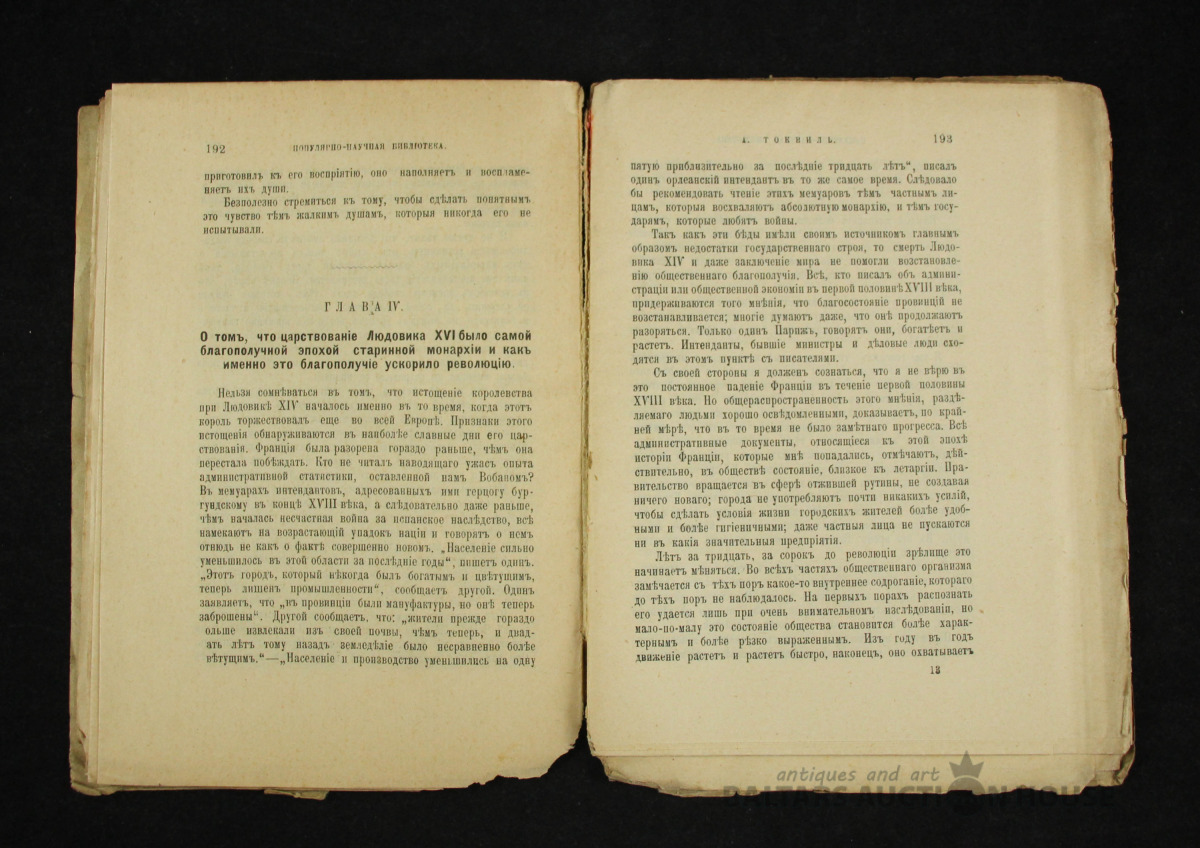 192 ПОПУЛЯРНО-НАУЧНАЯ БИБЛІОТЕКА.
приготовилъ къ его воспріятію, оно наполняетъ и воспламе-
няетъ ихъ души.
Безполезно стремиться къ тому, чтобы сдѣлать понятнымъ
это чувство тѣмъ жалкимъ душамъ, которыя никогда его не
испытывали.
ГЛАВА IV.
О томъ, что царствованіе Людовика XVI было самой
благополучной эпохой старинной монархіи и какъ
именно это благополучіе ускорило революцію.
Нельзя сомнѣваться въ томъ, что истощеніе королевства
при Людовикѣ XIV началось именно въ то время, когда этотъ
король торжествовалъ еще во всей Европѣ. Признаки этого
истощенія обнаруживаются въ наиболѣе славные дни его цар-
ствованія. Франція была разорена гораздо раньше, чѣмъ она
перестала побѣждать. Кто не читалъ наводящаго ужасъ опыта
административной статистики, оставленной намъ Вобаномъ?
Въ мемуарахъ интендантовъ, адресованныхъ ими герцогу бур-
гундскому въ концѣ XVIII вѣка, а слѣдовательно даже раньше,
чѣмъ началась несчастная война за испанское наслѣдство, всѣ
намекаютъ на возрастающій упадокъ націи и говорятъ о немъ
отнюдь не какъ о фактѣ совершенно новомъ. „Населеніе сильно
уменьшилось въ этой области за послѣдніе годы“, пишетъ одинъ.
„Этотъ городъ, который нѣкогда былъ богатымъ и цвѣтущимъ,
теперь лишенъ промышленности“, сообщаетъ другой. Одинъ
заявляетъ, что „въ провинціи были мануфактуры, но онѣ теперь
заброшены“. Другой сообщаетъ, что: „жители прежде гораздо
ольше извлекали изъ своей почвы, чѣмъ теперь, и двад-
ать лѣтъ тому назадъ земледѣліе было несравненно болѣе
вѣтущимъ.“—„Населеніе и производство уменьшились на одну
А. ТОКВИЛЬ. 193
пятую приблизительно за послѣдніе тридцать лѣтъ“, писалъ
одинъ орлеанскій интендантъ въ то же самое время. Слѣдовало
бы рекомендовать чтеніе этихъ мемуаровъ тѣмъ частнымъ ли-
цамъ, которыя восхваляютъ абсолютную монархію, и тѣмъ госу-
дарямъ, которые любятъ войны.
Такъ какъ эти бѣды имѣли своимъ источникомъ главнымъ
образомъ недостатки государственнаго строя, то смерть Людо-
вика XIV и даже заключеніе мира не помогли возстановле-
нію общественнаго благополучія. Всѣ, кто писалъ объ админи-
страціи или общественной экономіи въ первой половинѣ XVIII вѣка,
придерживаются того мнѣнія, что благосостояніе провинцій не
возстанавливается; многіе думаютъ даже, что онѣ продолжаютъ
разоряться. Только одинъ Парижъ, говорятъ они, богатѣетъ и
растетъ. Интенданты, бывшіе министры и дѣловые люди схо-
дятся въ этомъ пунктѣ съ писателями.
Съ своей стороны я долженъ сознаться, что я не вѣрю въ
это постоянное паденіе Франціи въ теченіе первой половины
XVIII вѣка. Но общераспространенность этого мнѣнія, раздѣ-
ляемаго людьми хорошо освѣдомленными, доказываетъ, по край-
ней мѣрѣ, что въ то время не было замѣтнаго прогресса. Всѣ
административные документы, относящіеся къ этой эпохѣ
исторіи Франціи, которые мнѣ попадались, отмѣчаютъ, дѣй-
ствительно, въ обществѣ состояніе, близкое къ летаргіи. Пра-
вительство вращается въ сферѣ отжившей рутины, не создавая
ничего новаго; города не употребляютъ почти никакихъ усилій,
чтобы сдѣлать условія жизни городскихъ жителей болѣе удоб-
ными и болѣе гигіеничными; даже частныя лица не пускаются
ни въ какія значительныя предпріятія.
Лѣтъ за тридцать, за сорокъ до революціи зрѣлище это
начинаетъ мѣняться. Во всѣхъ частяхъ общественнаго организма
замѣчается съ тѣхъ поръ какое-то внутреннее содроганіе, котораго
до тѣхъ поръ не наблюдалось. На первыхъ порахъ распознать
его удается лишь при очень внимательномъ изслѣдованіи, но
мало-по-малу это состояніе общества становится болѣе харак-
тернымъ и болѣе рѣзко выраженнымъ. Изъ году въ годъ
движеніе растетъ и растетъ быстро, наконецъ, оно охватываетъ
13
antiques and art
BALTARS AUCTION HOUSE